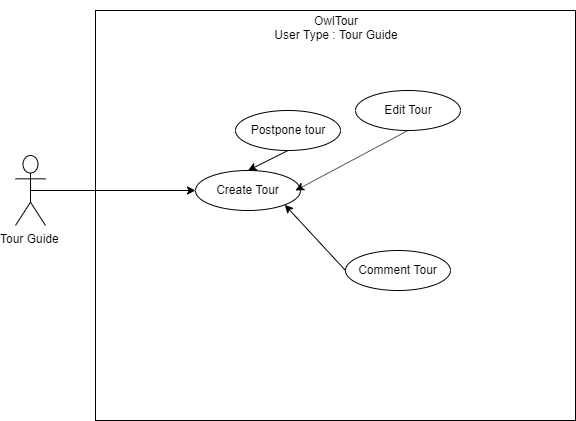 OwlTour
User Type : Tour Guide
Edit Tour
Postpone tour
Create Tour
Tour Guide
Comment Tour